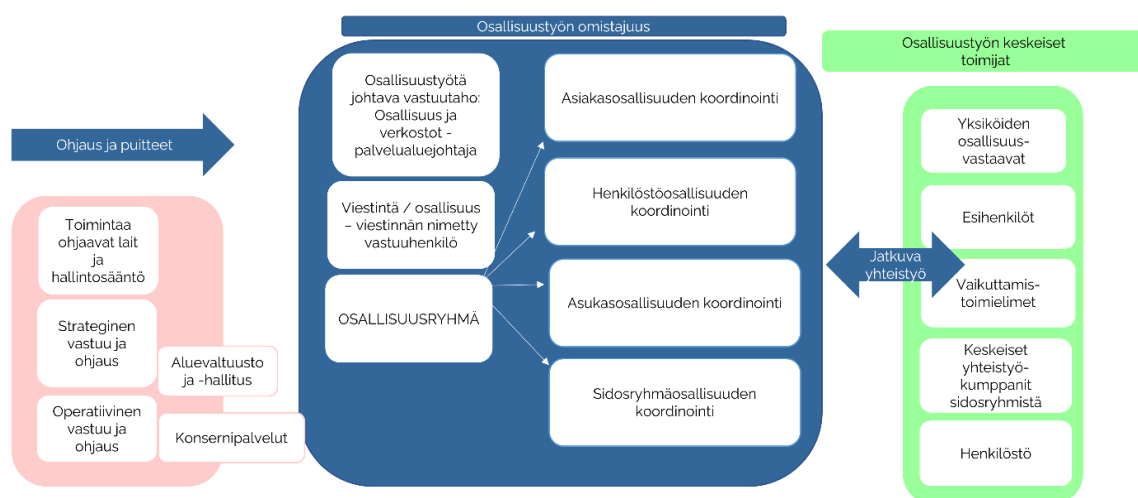 Osallisuustyön omistajuus
Osallisuustyön keskeiset
toimijat
Ohjaus ja puitteet
Toimintaa
ohjaavat lait
ja
hallintosääntö
Strateginen
vastuu ja
ohjaus
Aluevaltuusto
ja -hallitus
Operatiivinen
vastuu ja
ohjaus
Konsernipalvelut
Osallisuustyötä
johtava vastuutaho:
Osallisuus ja
verkostot -
palvelualuejohtaja
Viestintä / osallisuus
– viestinnän nimetty
vastuuhenkilö
OSALLISUUSRYHMÄ
Asiakasosallisuuden koordinointi
Henkilöstöosallisuuden
koordinointi
Asukasosallisuuden koordinointi
Sidosryhmäosallisuuden
koordinointi
Jatkuva
yhteistyö
Yksiköiden
osallisuus-
vastaavat
Esihenkilöt
Vaikuttamis-
toimielimet
Keskeiset
yhteistyö-
kumppanit
sidosryhmistä
Henkilöstö